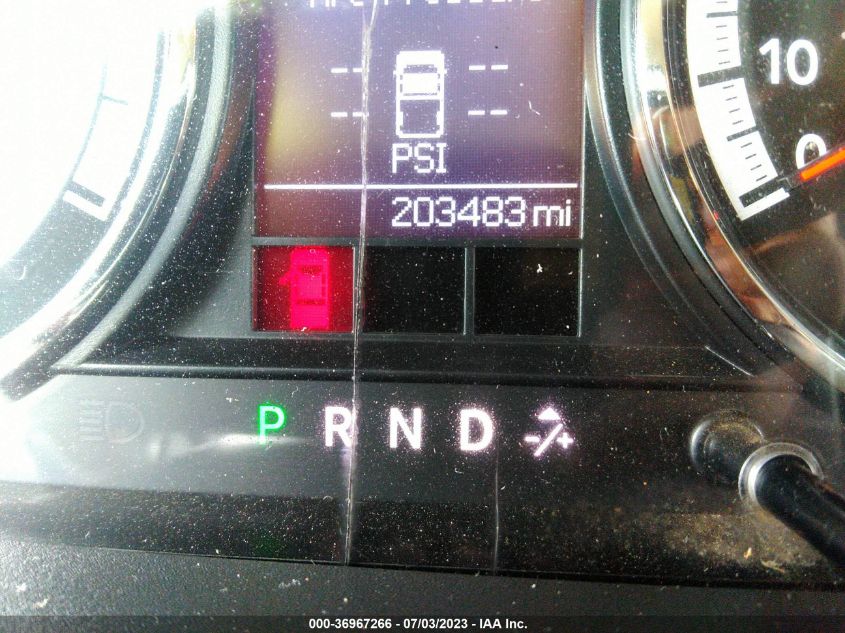 -- --
-- --
PSI
203483 mi
10
0
P R N D -/+
000-36967266 - 07/03/2023 - IAA Inc.